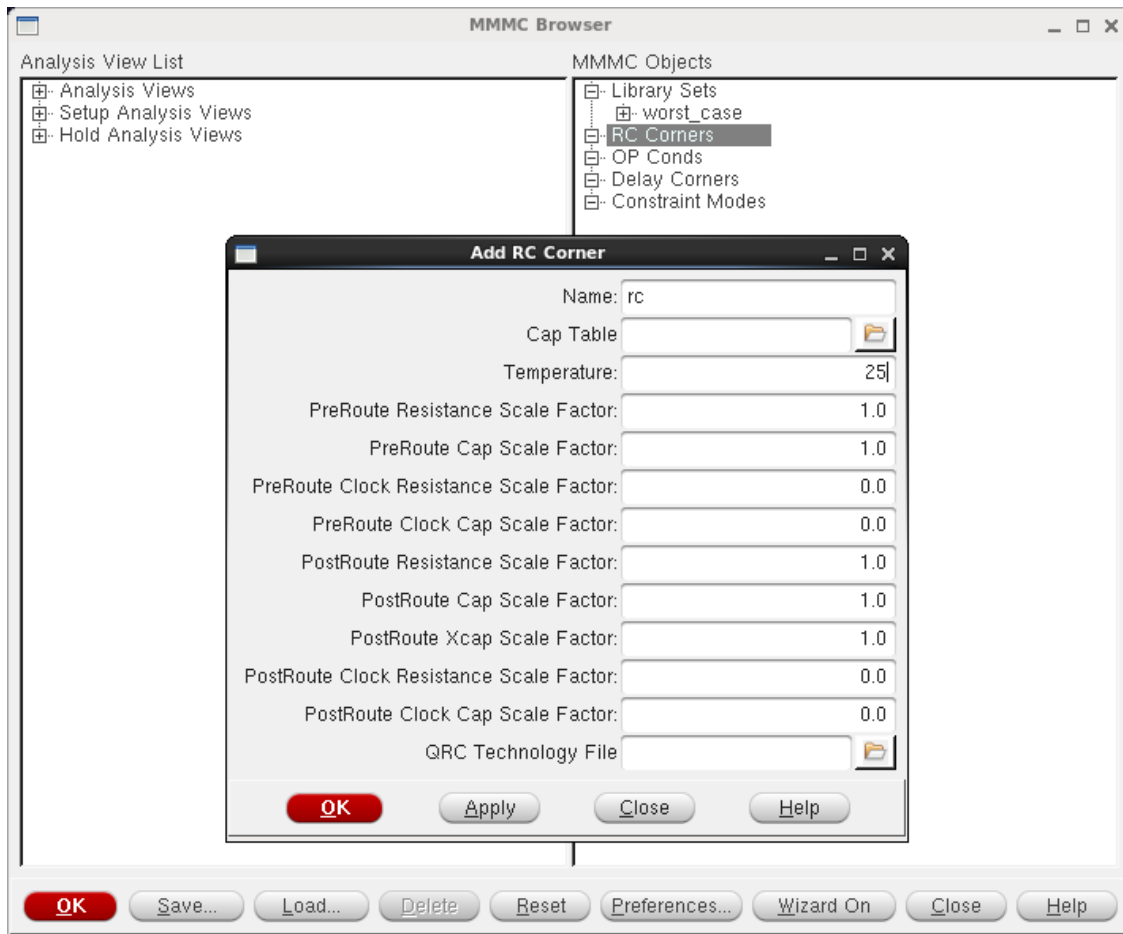 MMMC Browser
Analysis View List
Analysis Views
Setup Analysis Views
Hold Analysis Views
MMMC Objects
Library Sets
worst_case
RC Corners
OP Conds
Delay Corners
Constraint Modes
Add RC Corner
Name: rc
Cap Table
Temperature: 25
PreRoute Resistance Scale Factor: 1.0
PreRoute Cap Scale Factor: 1.0
PreRoute Clock Resistance Scale Factor: 0.0
PreRoute Clock Cap Scale Factor: 0.0
PostRoute Resistance Scale Factor: 1.0
PostRoute Cap Scale Factor: 1.0
PostRoute Xcap Scale Factor: 1.0
PostRoute Clock Resistance Scale Factor: 0.0
PostRoute Clock Cap Scale Factor: 0.0
QRC Technology File
OK Apply Close Help
OK Save... Load... Delete Reset Preferences... Wizard On Close Help